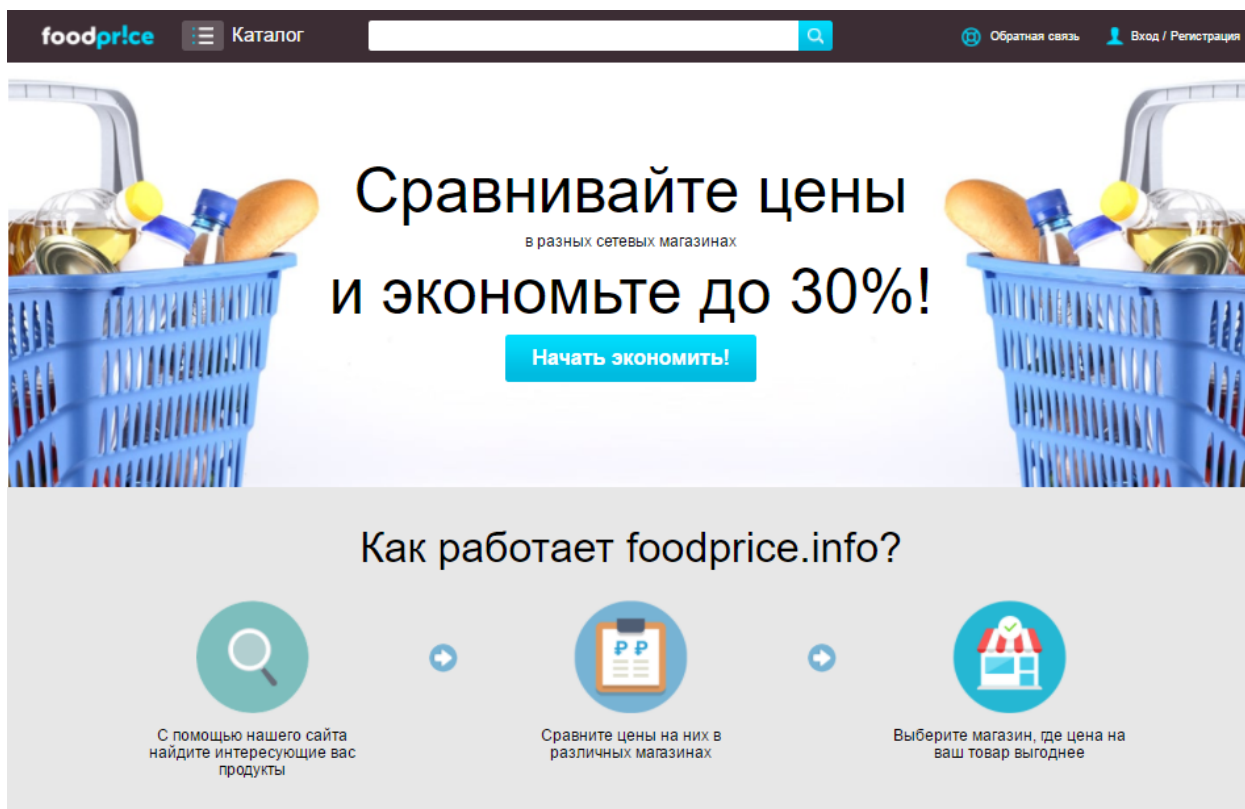 foodpr!ce
Каталог
Обратная связь
Вход / Регистрация
Сравнивайте цены
в разных сетевых магазинах
и экономьте до 30%!
Начать экономить!
Как работает foodprice.info?
₽ ₽
С помощью нашего сайта
найдите интересующие вас
продукты
Сравните цены на них в
различных магазинах
Выберите магазин, где цена на
ваш товар выгоднее